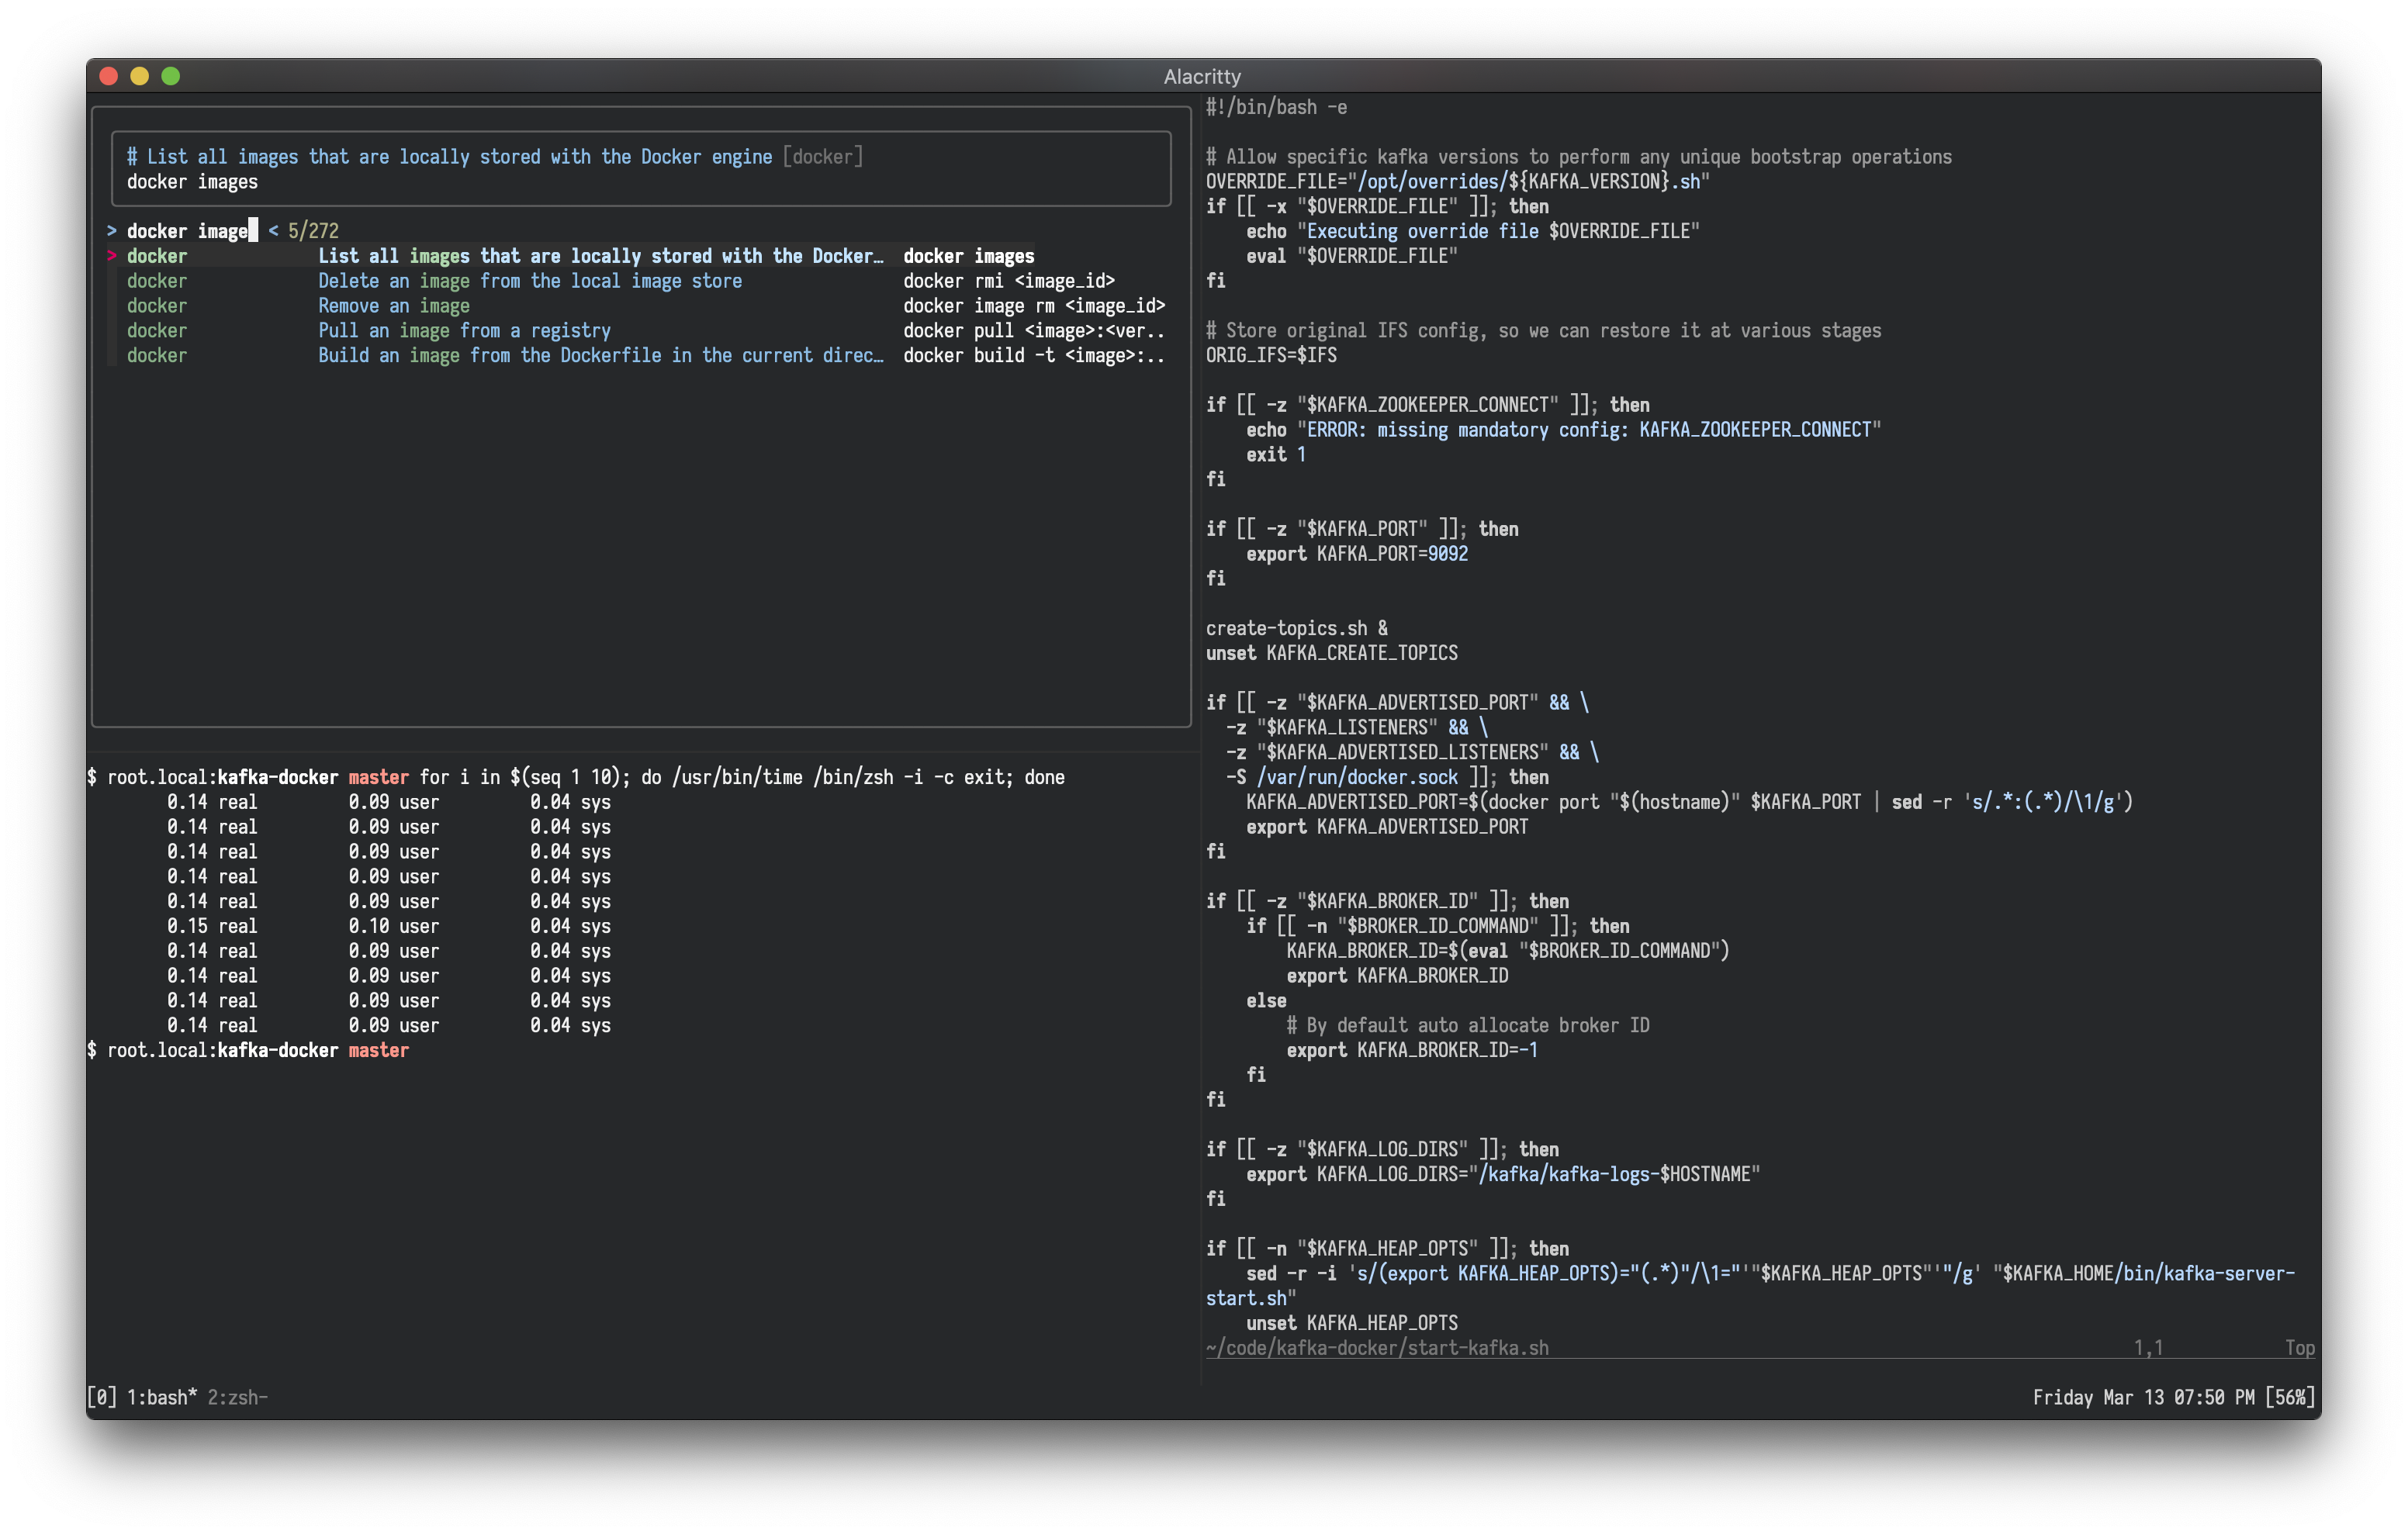 Alacritty
# List all images that are locally stored with the Docker engine [docker]
docker images
> docker image < 5/272
> docker List all images that are locally stored with the Docker… docker images
docker Delete an image from the local image store docker rmi <image_id>
docker Remove an image docker image rm <image_id>
docker Pull an image from a registry docker pull <image>:<ver..
docker Build an image from the Dockerfile in the current direc… docker build -t <image>:..
$ root.local:kafka-docker master for i in $(seq 1 10); do /usr/bin/time /bin/zsh -i -c exit; done
0.14 real 0.09 user 0.04 sys
0.14 real 0.09 user 0.04 sys
0.14 real 0.09 user 0.04 sys
0.14 real 0.09 user 0.04 sys
0.14 real 0.09 user 0.04 sys
0.15 real 0.10 user 0.04 sys
0.14 real 0.09 user 0.04 sys
0.14 real 0.09 user 0.04 sys
0.14 real 0.09 user 0.04 sys
0.14 real 0.09 user 0.04 sys
$ root.local:kafka-docker master
#!/bin/bash -e
# Allow specific kafka versions to perform any unique bootstrap operations
OVERRIDE_FILE="/opt/overrides/${KAFKA_VERSION}.sh"
if [[ -x "$OVERRIDE_FILE" ]]; then
echo "Executing override file $OVERRIDE_FILE"
eval "$OVERRIDE_FILE"
fi
# Store original IFS config, so we can restore it at various stages
ORIG_IFS=$IFS
if [[ -z "$KAFKA_ZOOKEEPER_CONNECT" ]]; then
echo "ERROR: missing mandatory config: KAFKA_ZOOKEEPER_CONNECT"
exit 1
fi
if [[ -z "$KAFKA_PORT" ]]; then
export KAFKA_PORT=9092
fi
create-topics.sh &
unset KAFKA_CREATE_TOPICS
if [[ -z "$KAFKA_ADVERTISED_PORT" && \
-z "$KAFKA_LISTENERS" && \
-z "$KAFKA_ADVERTISED_LISTENERS" && \
-S /var/run/docker.sock ]]; then
KAFKA_ADVERTISED_PORT=$(docker port "$(hostname)" $KAFKA_PORT | sed -r 's/.*:(.*)/\1/g')
export KAFKA_ADVERTISED_PORT
fi
if [[ -z "$KAFKA_BROKER_ID" ]]; then
if [[ -n "$BROKER_ID_COMMAND" ]]; then
KAFKA_BROKER_ID=$(eval "$BROKER_ID_COMMAND")
export KAFKA_BROKER_ID
else
# By default auto allocate broker ID
export KAFKA_BROKER_ID=-1
fi
fi
if [[ -z "$KAFKA_LOG_DIRS" ]]; then
export KAFKA_LOG_DIRS="/kafka/kafka-logs-$HOSTNAME"
fi
if [[ -n "$KAFKA_HEAP_OPTS" ]]; then
sed -r -i 's/(export KAFKA_HEAP_OPTS)="(.*)"/\1="'"$KAFKA_HEAP_OPTS"'"/g' "$KAFKA_HOME/bin/kafka-server-
start.sh"
unset KAFKA_HEAP_OPTS
~/code/kafka-docker/start-kafka.sh 1,1 Top
[0] 1:bash* 2:zsh- Friday Mar 13 07:50 PM [56%]